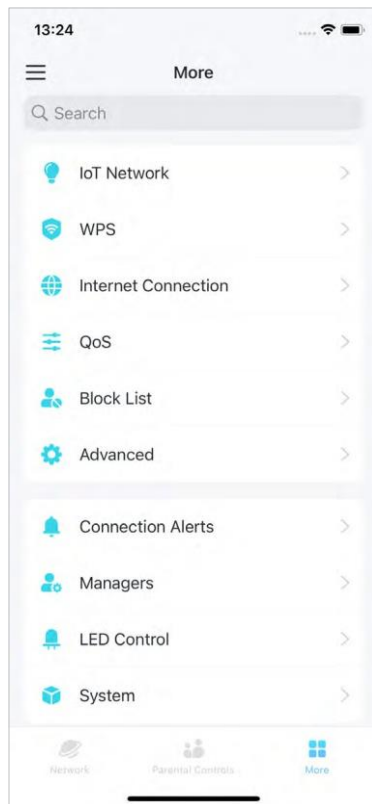 13:24
More
Search
IoT Network
WPS
Internet Connection
QoS
Block List
Advanced
Connection Alerts
Managers
LED Control
System
Network
Parental Controls
More